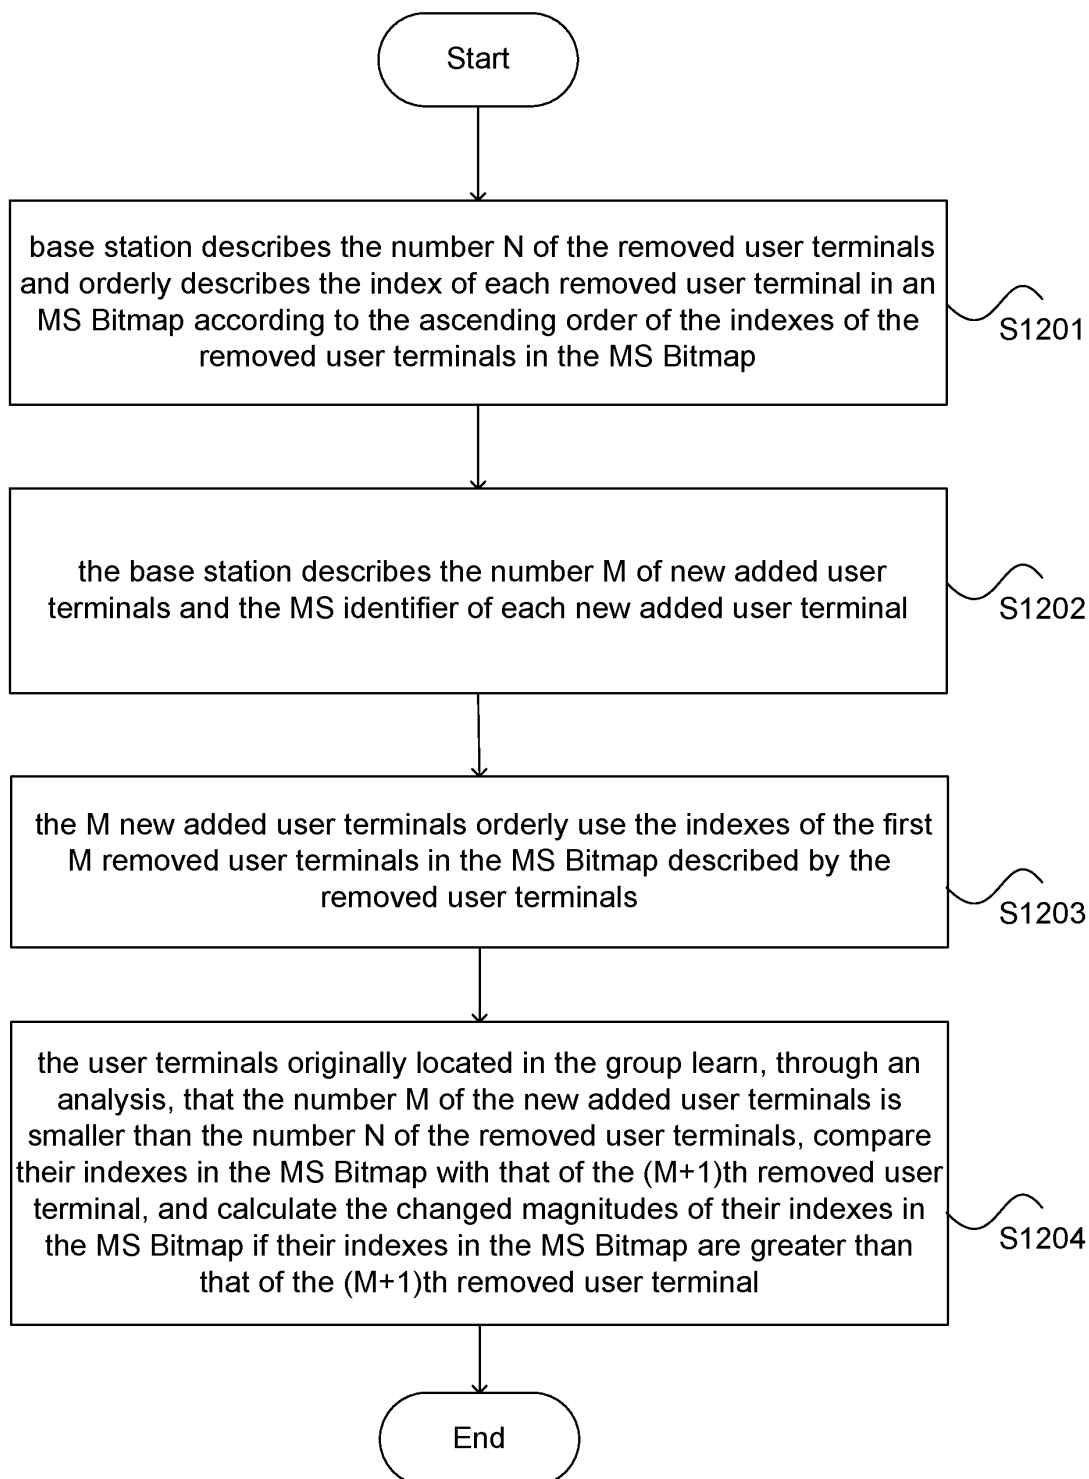 Start
base station describes the number N of the removed user terminals
and orderly describes the index of each removed user terminal in an
MS Bitmap according to the ascending order of the indexes of the
removed user terminals in the MS Bitmap
S1201
the base station describes the number M of new added user
terminals and the MS identifier of each new added user terminal
S1202
the M new added user terminals orderly use the indexes of the first
M removed user terminals in the MS Bitmap described by the
removed user terminals
S1203
the user terminals originally located in the group learn, through an
analysis, that the number M of the new added user terminals is
smaller than the number N of the removed user terminals, compare
their indexes in the MS Bitmap with that of the (M+1)th removed user
terminal, and calculate the changed magnitudes of their indexes in
the MS Bitmap if their indexes in the MS Bitmap are greater than
that of the (M+1)th removed user terminal
S1204
End